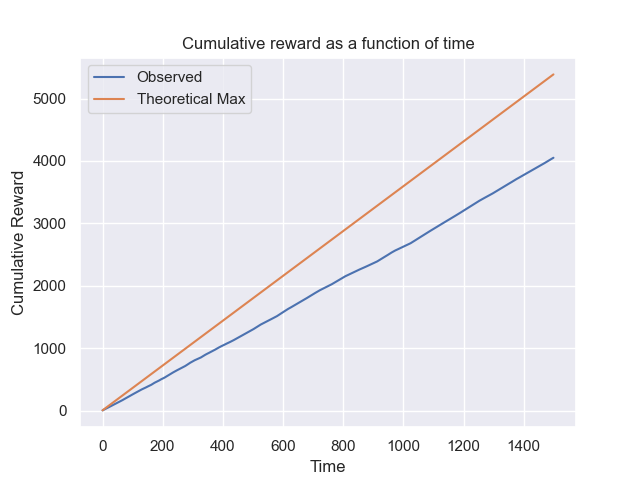 Cumulative reward as a function of time
Observed
Theoretical Max
5000
4000
3000
2000
1000
0
Cumulative Reward
0 200 400 600 800 1000 1200 1400
Time